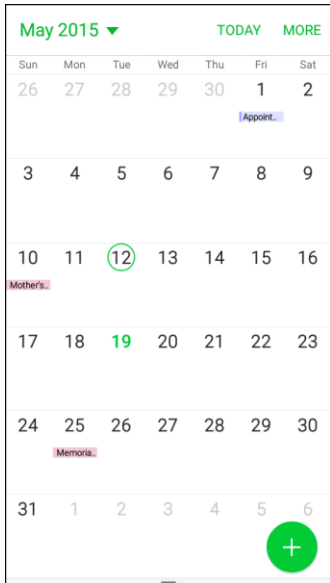 May 2015 TODAY MORE
Sun Mon Tue Wed Thu Fri Sat
26 27 28 29 30 1 2
Appoint..
3 4 5 6 7 8 9
10 11 12 13 14 15 16
Mother's..
17 18 19 20 21 22 23
24 25 26 27 28 29 30
Memoria..
31 1 2 3 4 5 6
+